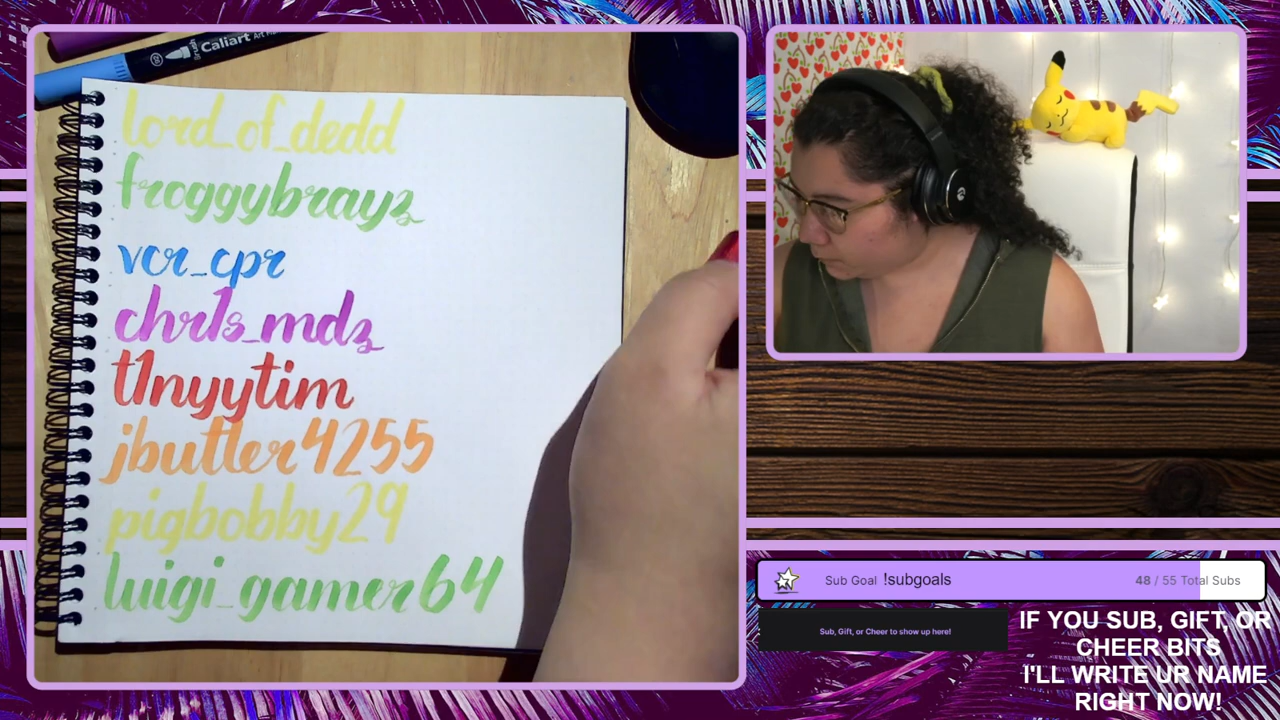 Caliart
lord_of_dedd
froggybrayz
vcr_cpr
chr1s_mdz
t1nyytim
jbutler4255
pigbobby29
luigi_gamer64
Sub Goal !subgoals
48 / 55 Total Subs
Sub, Gift, or Cheer to show up here!
IF YOU SUB, GIFT, OR
CHEER BITS
I'LL WRITE UR NAME
RIGHT NOW!